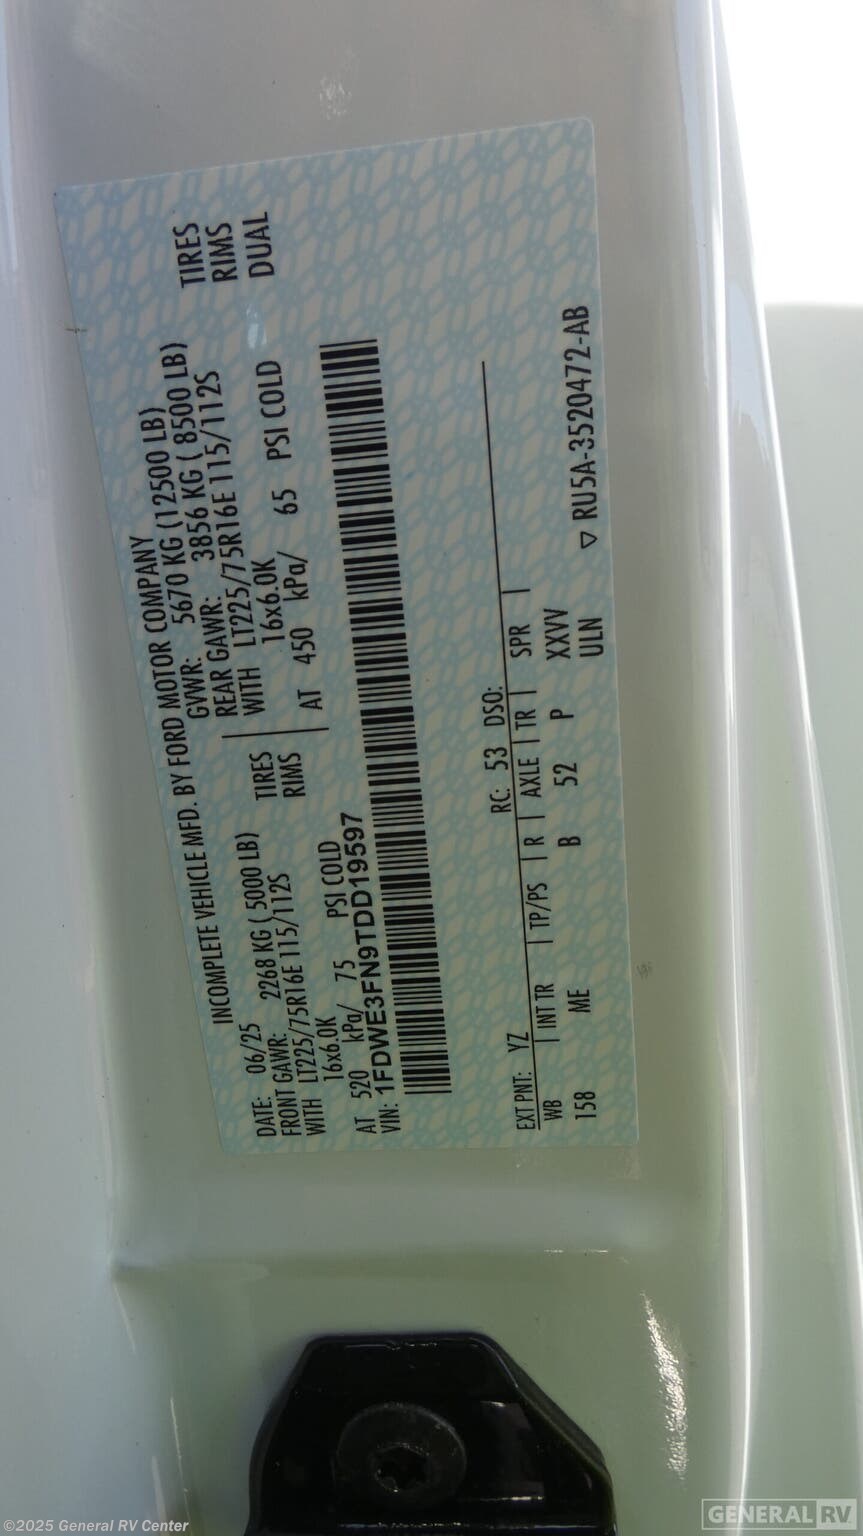 INCOMPLETE VEHICLE MFD. BY FORD MOTOR COMPANY
DATE: 06/25 GVWR: 5670 KG (12500 LB)
FRONT GAWR: 2268 KG ( 5000 LB) REAR GAWR: 3856 KG ( 8500 LB)
WITH LT225/75R16E 115/112S TIRES WITH LT225/75R16E 115/112S TIRES
16x6.0K RIMS 16x6.0K RIMS
AT 520 kPa/ 75 PSI COLD AT 450 kPa/ 65 PSI COLD DUAL
VIN: 1FDWE3FN9TDD19597
EXT PNT: YZ RC: 53 DSO:
WB INT TR TP/PS R AXLE TR SPR
158 ME B 52 P XXVV
ULN
▽ RU5A-3520472-AB
©2025 General RV Center
GENERAL RV